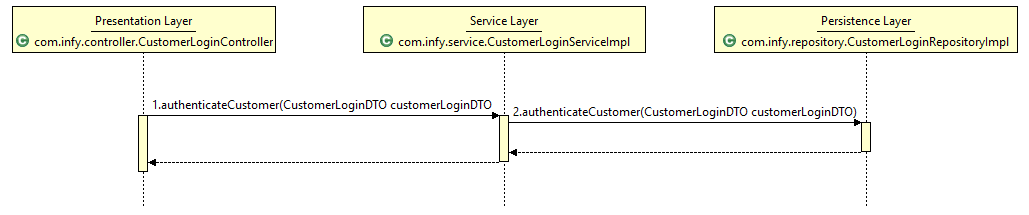 Presentation Layer
C com.infy.controller.CustomerLoginController
Service Layer
C com.infy.service.CustomerLoginServiceImpl
Persistence Layer
C com.infy.repository.CustomerLoginRepositoryImpl
1.authenticateCustomer(CustomerLoginDTO customerLoginDTO
2.authenticateCustomer(CustomerLoginDTO customerLoginDTO)